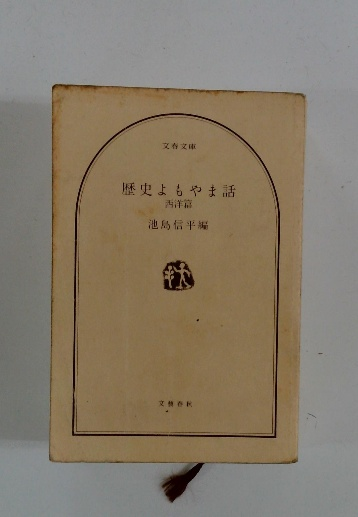 文春文庫
歴史よもやま話
西洋篇
池島信平編
文藝春秋